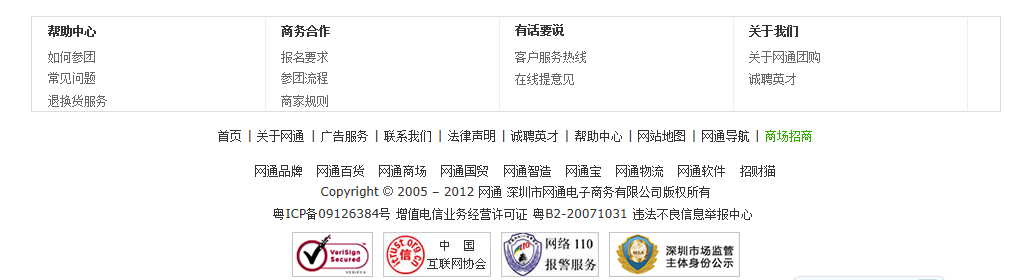 帮助中心 商务合作 有话要说 关于我们
如何参团 报名要求 客户服务热线 关于网通团购
常见问题 参团流程 在线提意见 诚聘英才
退换货服务 商家规则
首页 | 关于网通 | 广告服务 | 联系我们 | 法律声明 | 诚聘英才 | 帮助中心 | 网站地图 | 网通导航 | 商场招商
网通品牌 网通百货 网通商场 网通国贸 网通智造 网通宝 网通物流 网通软件 招财猫
Copyright © 2005 – 2012 网通 深圳市网通电子商务有限公司版权所有
粤ICP备09126384号 增值电信业务经营许可证 粤B2-20071031 违法不良信息举报中心
VeriSign Secured VERIFY
itrust.org.cn 信 中国 互联网协会
110 网络 110 报警服务
深圳市场监管 主体身份公示